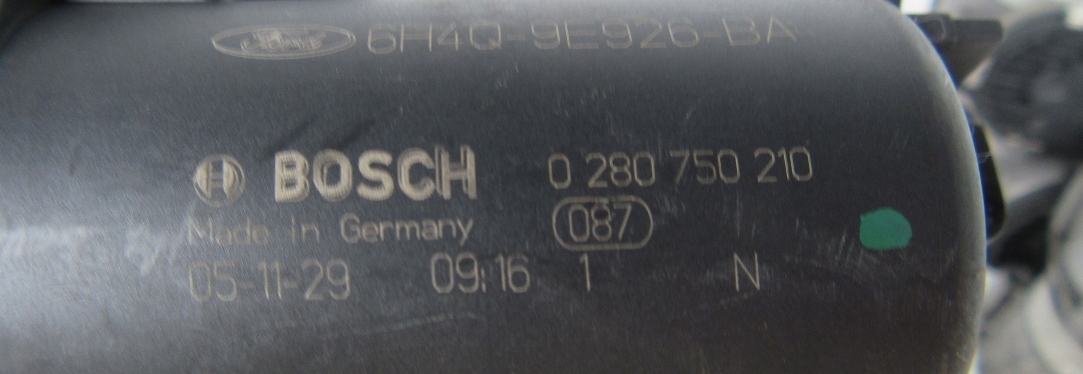 Ford 6H4Q-9E926-BA
BOSCH 0 280 750 210
Made in Germany 087
05-11-29 09:16 1 N